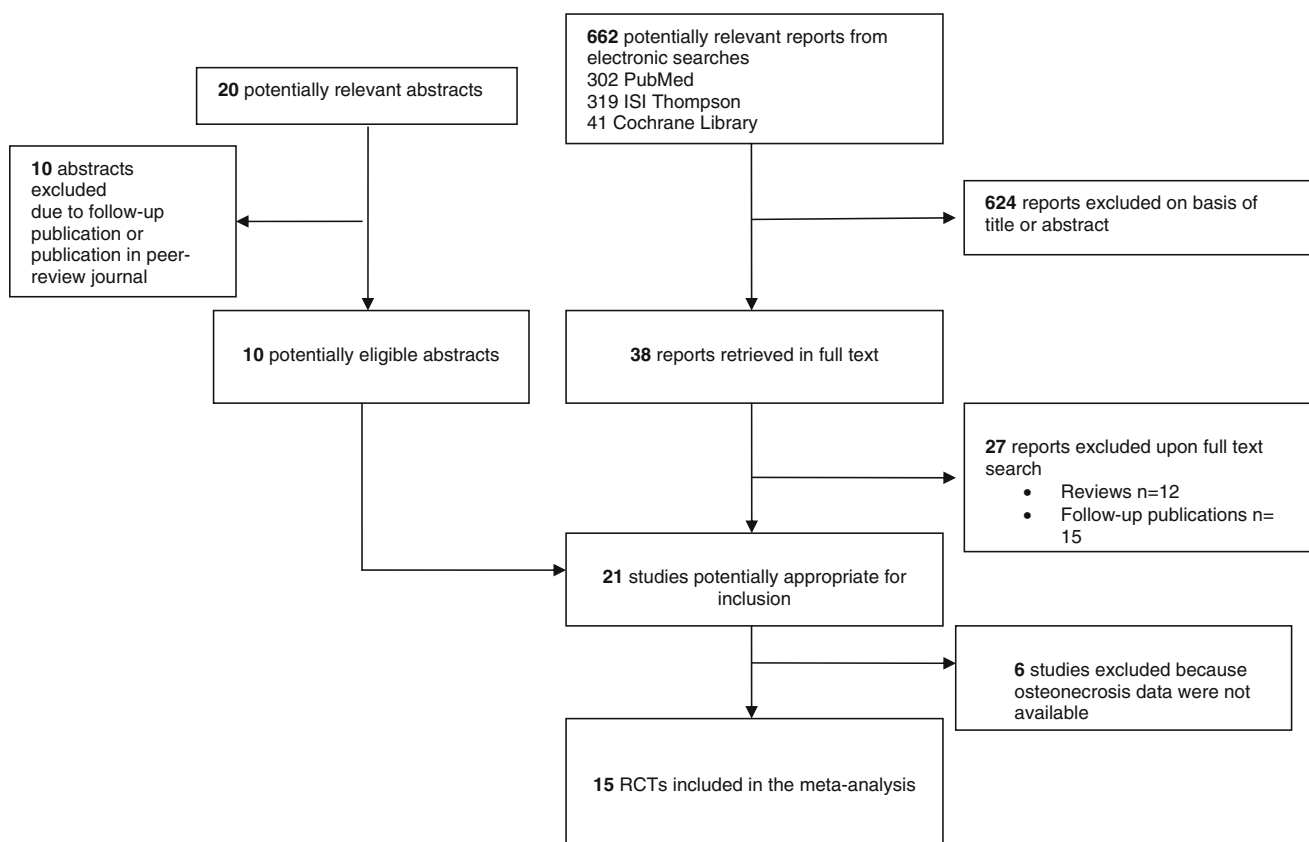 662 potentially relevant reports from
electronic searches
302 PubMed
319 ISI Thompson
41 Cochrane Library
20 potentially relevant abstracts
10 abstracts
excluded
due to follow-up
publication or
publication in peer-
review journal
624 reports excluded on basis of
title or abstract
10 potentially eligible abstracts
38 reports retrieved in full text
27 reports excluded upon full text
search
• Reviews n=12
• Follow-up publications n=
15
21 studies potentially appropriate for
inclusion
6 studies excluded because
osteonecrosis data were not
available
15 RCTs included in the meta-analysis